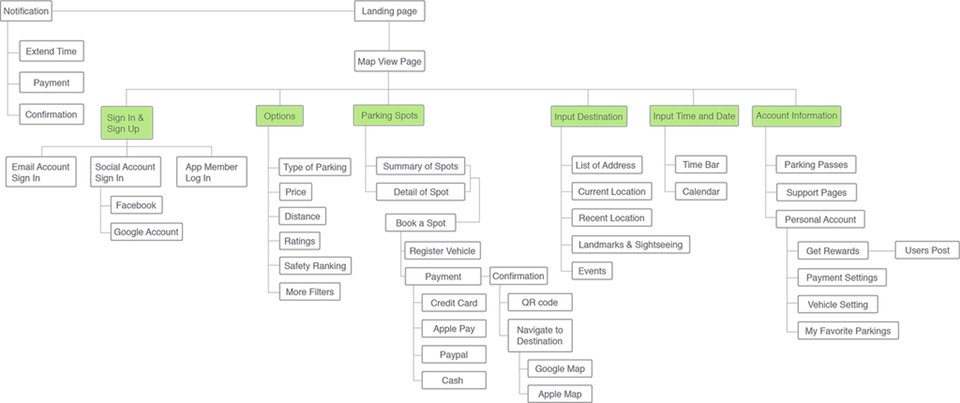 Notification
Landing page
Extend Time
Map View Page
Payment
Confirmation
Sign In &
Sign Up
Options
Parking Spots
Input Destination
Input Time and Date
Account Information
Email Account
Sign In
Social Account
Sign In
App Member
Log In
Facebook
Google Account
Type of Parking
Price
Distance
Ratings
Safety Ranking
More Filters
Summary of Spots
Detail of Spot
Book a Spot
Register Vehicle
Payment
Confirmation
Credit Card
Apple Pay
Paypal
Cash
QR code
Navigate to
Destination
Google Map
Apple Map
List of Address
Current Location
Recent Location
Landmarks & Sightseeing
Events
Time Bar
Calendar
Parking Passes
Support Pages
Personal Account
Get Rewards
Users Post
Payment Settings
Vehicle Setting
My Favorite Parkings